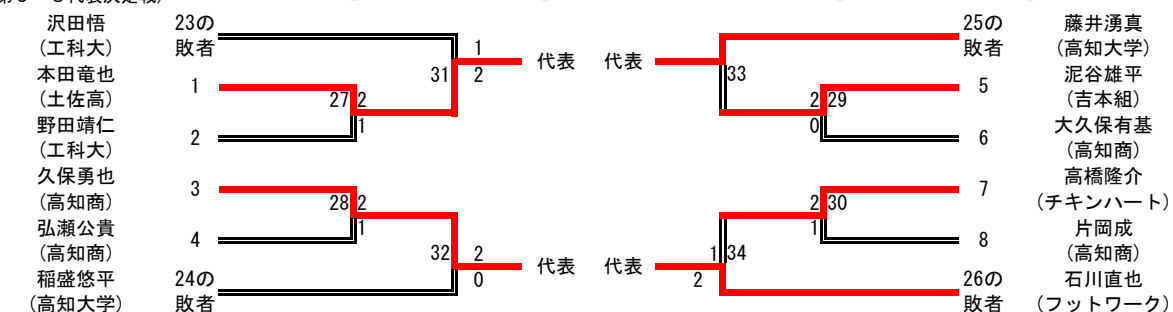 沢田悟
(工科大)
23の
敗者
本田竜也
(土佐高)
1
野田靖仁
(工科大)
2
久保勇也
(高知商)
3
弘瀬公貴
(高知商)
4
稲盛悠平
(高知大学)
24の
敗者
27 2
1
28 2
1
31
1
2
32
2
0
代表
代表
代表
代表
33
2 29
0
2 30
1
1 34
2
25の
敗者
藤井湧真
(高知大学)
5
泥谷雄平
(吉本組)
6
大久保有基
(高知商)
7
高橋隆介
(チキンハート)
8
片岡成
(高知商)
26の
敗者
石川直也
(フットワーク)